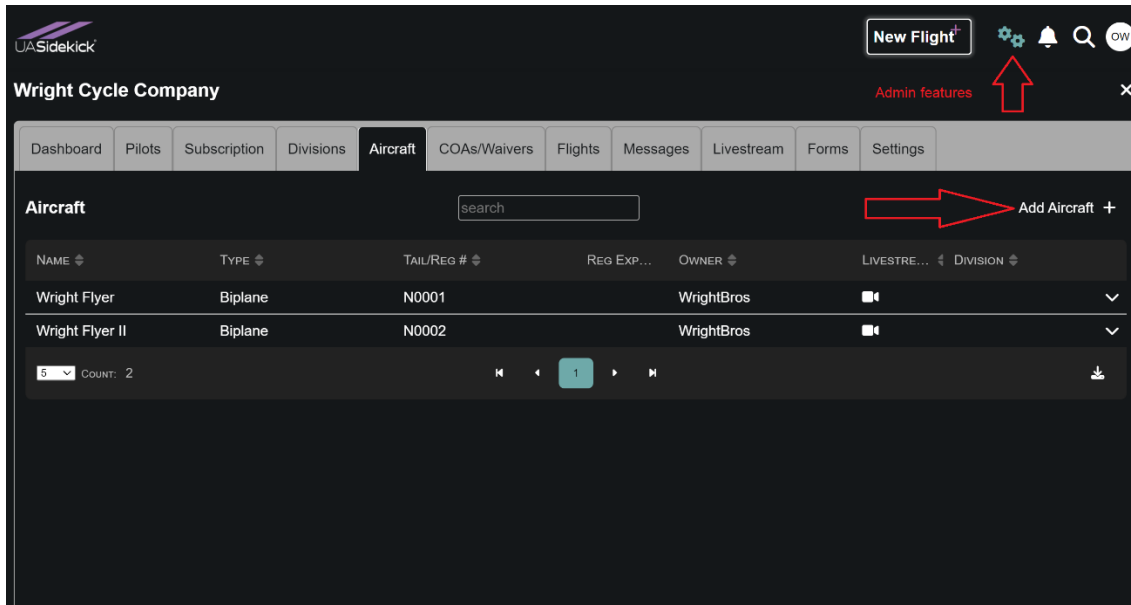 New Flight+
OW
UASidekick
Wright Cycle Company
Admin features
Dashboard Pilots Subscription Divisions Aircraft COAs/Waivers Flights Messages Livestream Forms Settings
Aircraft
search
Add Aircraft +
NAME TYPE TAIL/REG # REG EXP... OWNER LIVESTRE... DIVISION
Wright Flyer Biplane N0001 WrightBros
Wright Flyer II Biplane N0002 WrightBros
5 COUNT: 2
1